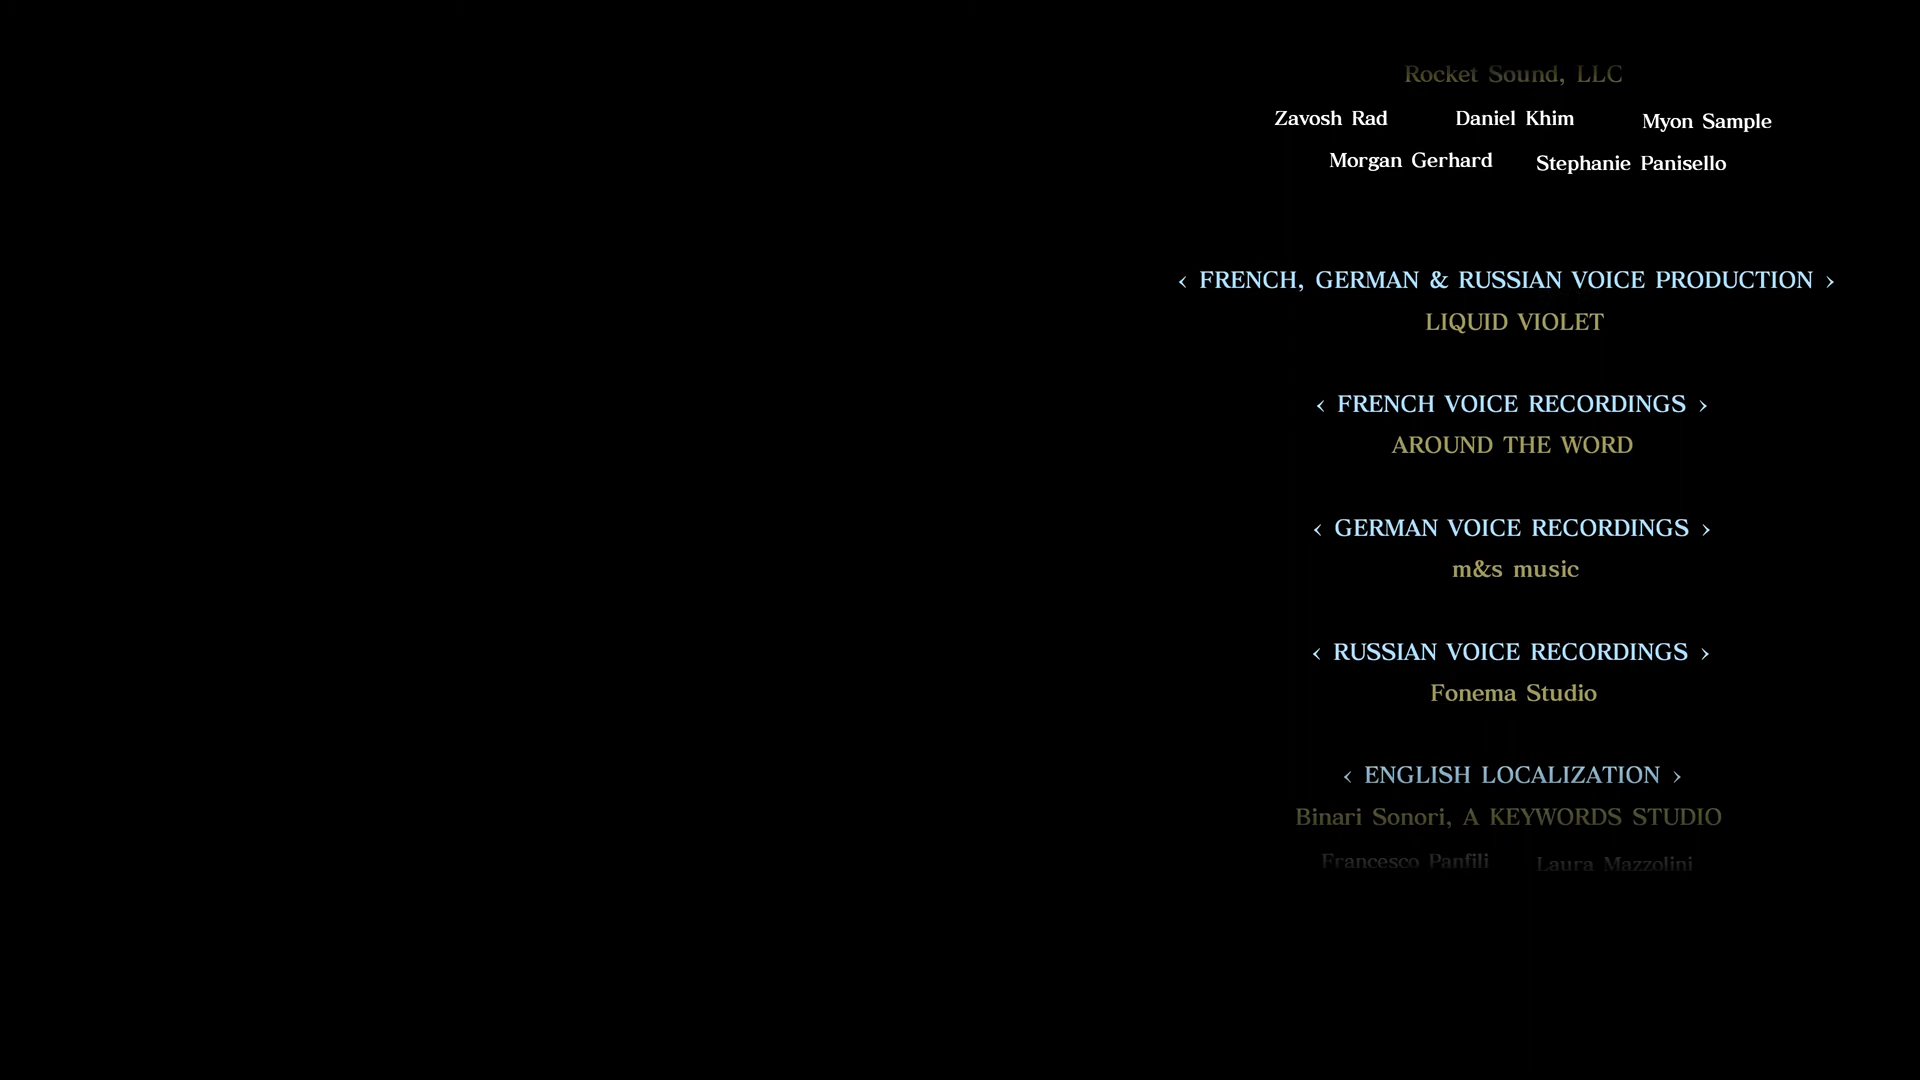 Rocket Sound, LLC
Zavosh Rad Daniel Khim Myon Sample
Morgan Gerhard Stephanie Panisello
‹ FRENCH, GERMAN & RUSSIAN VOICE PRODUCTION ›
LIQUID VIOLET
‹ FRENCH VOICE RECORDINGS ›
AROUND THE WORD
‹ GERMAN VOICE RECORDINGS ›
m&s music
‹ RUSSIAN VOICE RECORDINGS ›
Fonema Studio
‹ ENGLISH LOCALIZATION ›
Binari Sonori, A KEYWORDS STUDIO
Francesco Panfili Laura Mazzolini